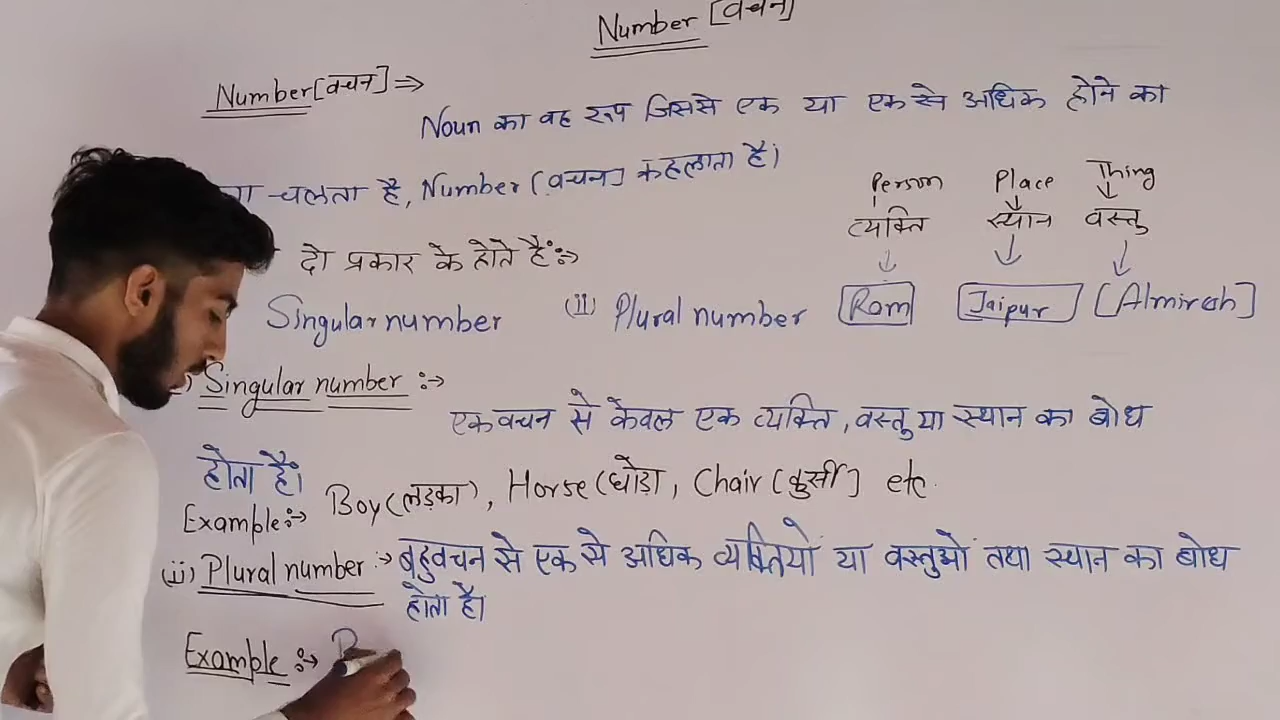 Number [वचन]
Number [वचन] ⇒
Noun का वह रूप जिससे एक या एक से अधिक होने का
चलता है, Number [वचन] कहलाता है।
Person Place Thing
व्यक्ति स्थान वस्तु
दो प्रकार के होते हैं :→
Singular number (ii) Plural number Ram Jaipur [Almirah]
Singular number :→
एकवचन से केवल एक व्यक्ति, वस्तु या स्थान का बोध
होता है।
Example :→ Boy (लड़का), Horse (घोड़ा, Chair [कुर्सी] etc.
(ii) Plural number :→ बहुवचन से एक से अधिक व्यक्तियों या वस्तुओं तथा स्थान का बोध
होता है।
Example :→ B